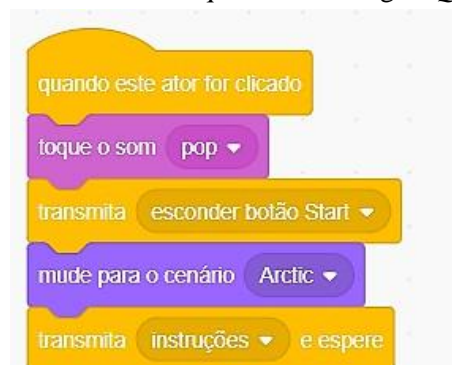 quando este ator for clicado
toque o som pop
transmita esconder botão Start
mude para o cenário Arctic
transmita instruções e espere